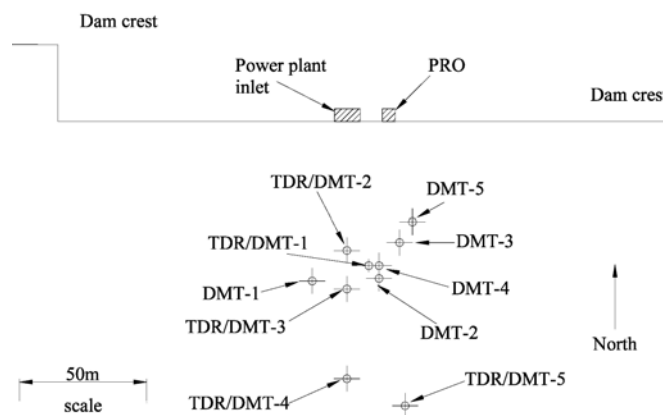 Dam crest
Power plant
inlet
PRO
Dam crest
TDR/DMT-2
DMT-5
TDR/DMT-1
DMT-3
DMT-1
DMT-4
TDR/DMT-3
DMT-2
North
50m
scale
TDR/DMT-4
TDR/DMT-5